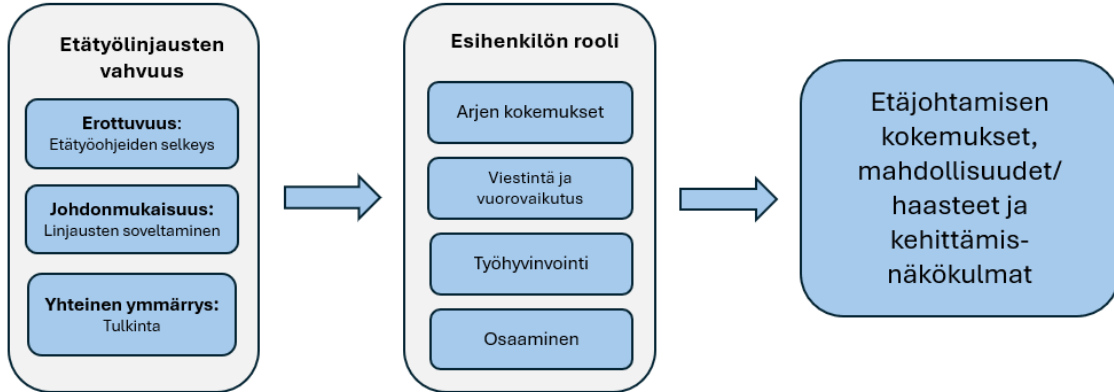 Etätyölinjausten
vahvuus
Erottuvuus:
Etätyöohjeiden selkeys
Johdonmukaisuus:
Linjausten soveltaminen
Yhteinen ymmärrys:
Tulkinta
Esihenkilön rooli
Arjen kokemukset
Viestintä ja
vuorovaikutus
Työhyvinvointi
Osaaminen
Etäjohtamisen
kokemukset,
mahdollisuudet/
haasteet ja
kehittämis-
näkökulmat